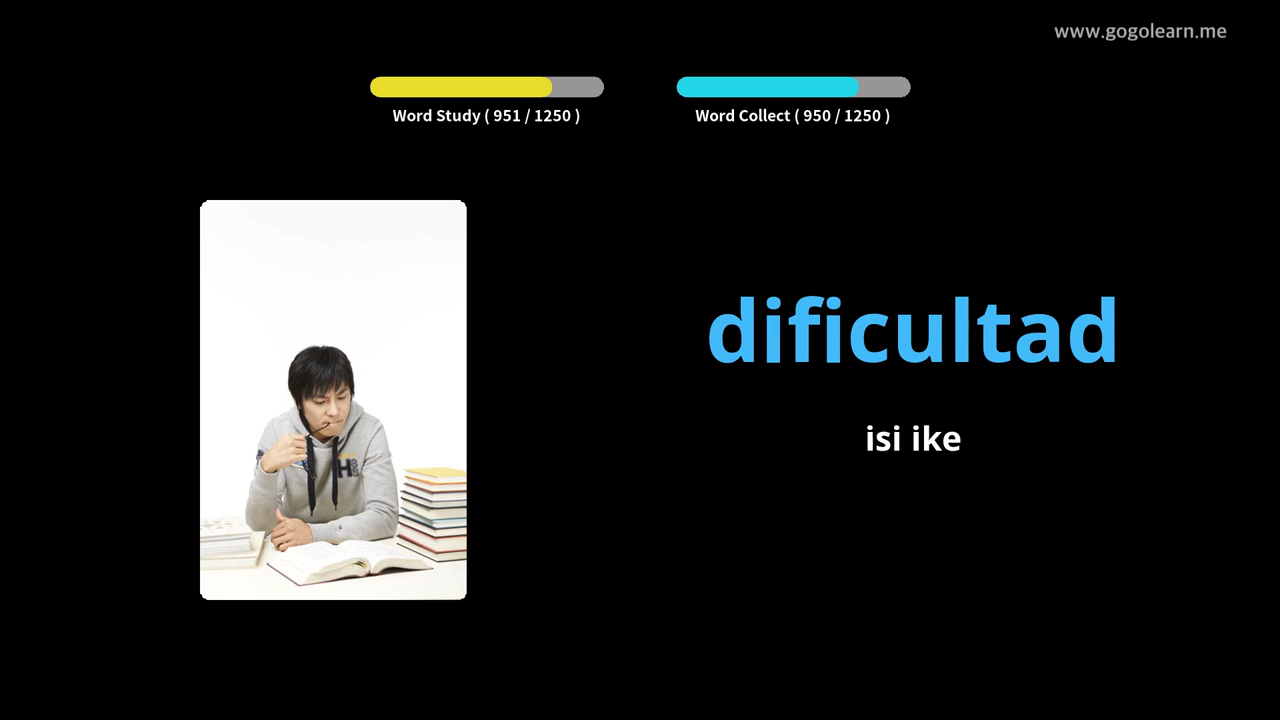 www.gogolearn.me
Word Study ( 951 / 1250 )
Word Collect ( 950 / 1250 )
dificultad
isi ike
H